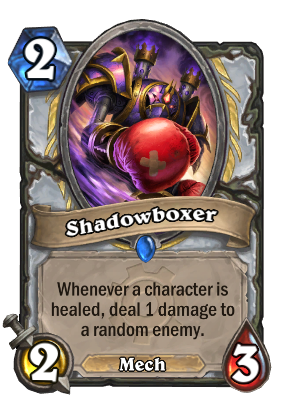 2
Shadowboxer
Whenever a character is
healed, deal 1 damage to
a random enemy.
2
Mech
3